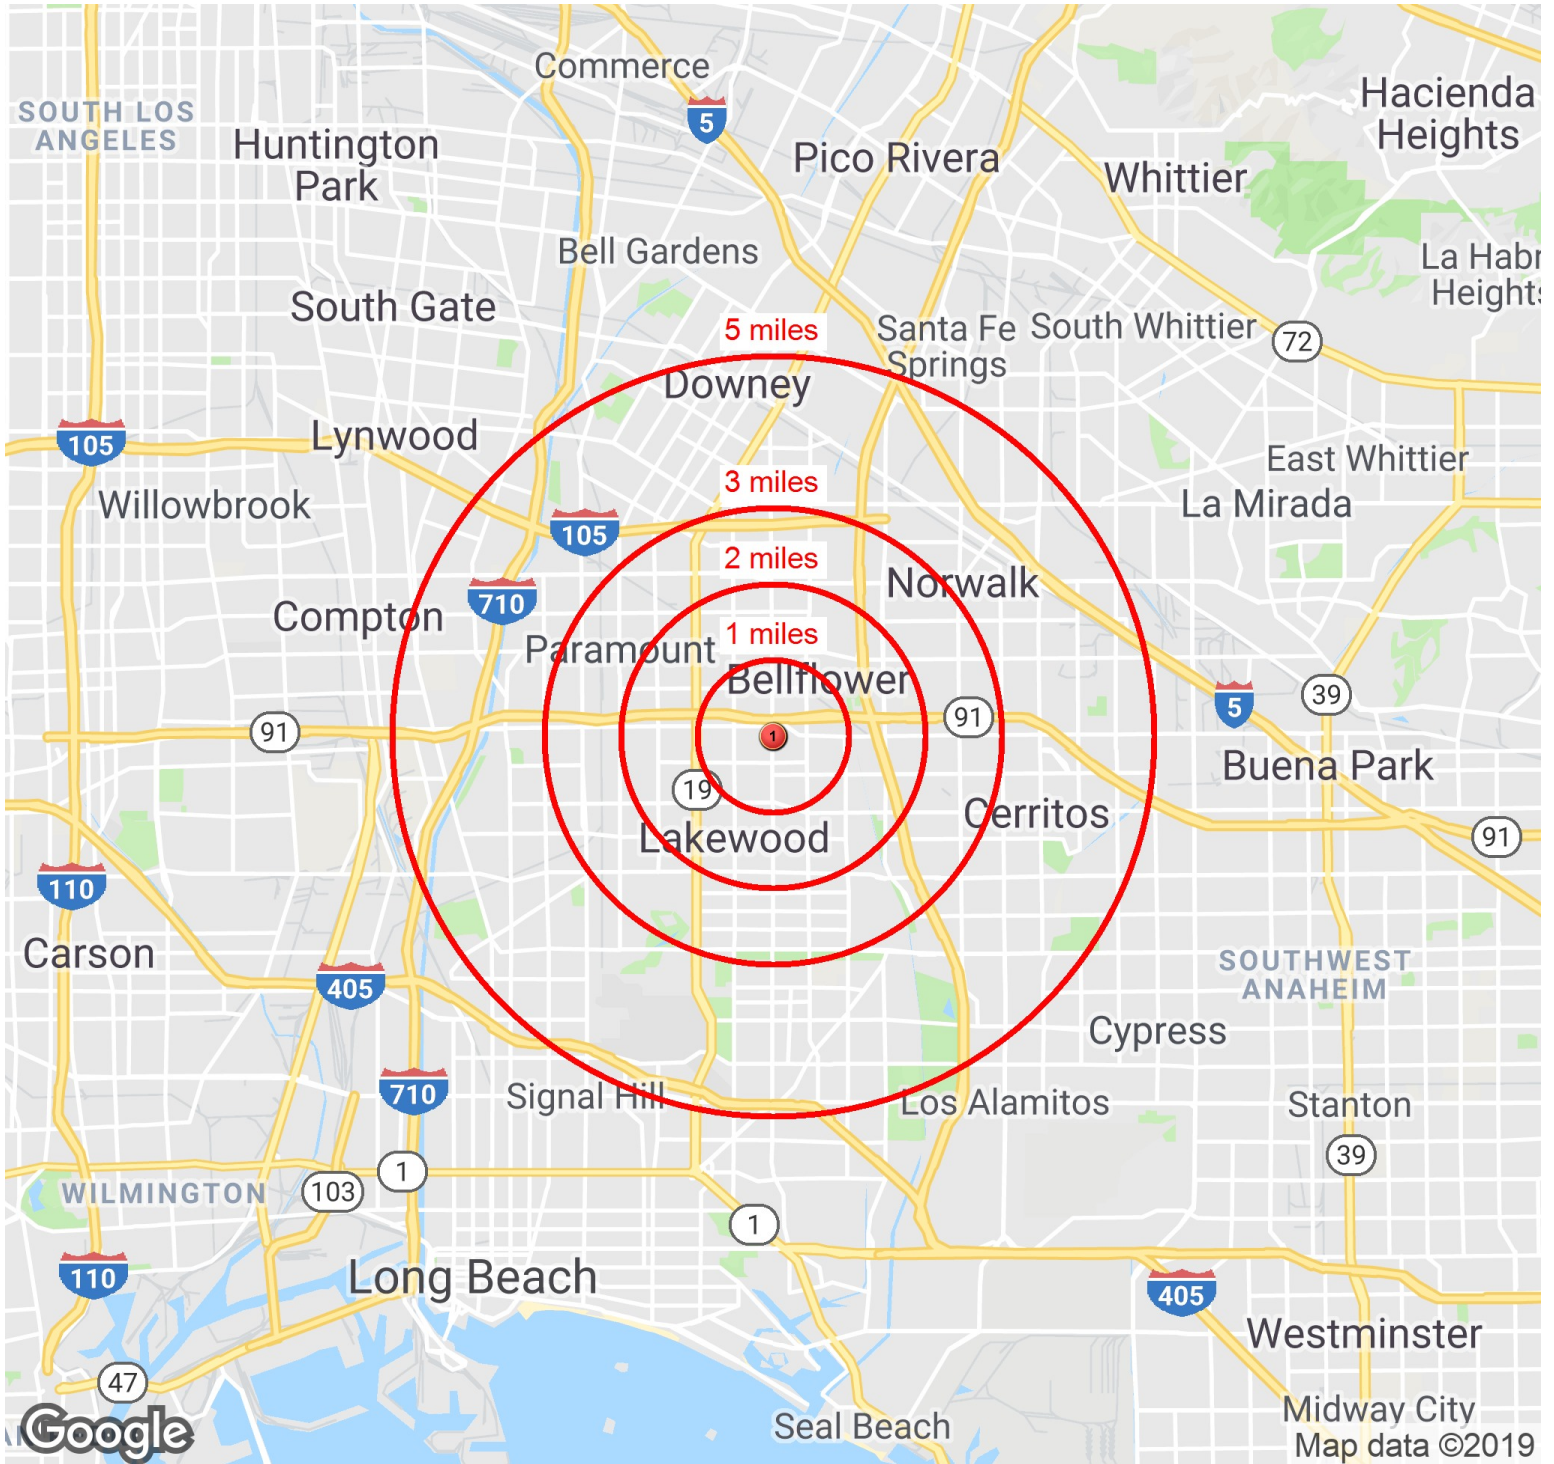 Commerce
SOUTH LOS
ANGELES
5
Hacienda
Heights
Huntington
Park
Pico Rivera
Whittier
Bell Gardens
La Habr
Heights
South Gate
5 miles
Santa Fe
Springs
South Whittier
72
Downey
105
Lynwood
East Whittier
3 miles
Willowbrook
La Mirada
105
2 miles
Norwalk
710
Compton
1 miles
Paramount
Bellflower
5
39
91
91
1
Buena Park
19
Cerritos
Lakewood
91
110
Carson
405
SOUTHWEST
ANAHEIM
Cypress
710
Signal Hill
Los Alamitos
Stanton
39
1
WILMINGTON
103
1
110
Long Beach
405
Westminster
47
Midway City
Google
Seal Beach
Map data ©2019